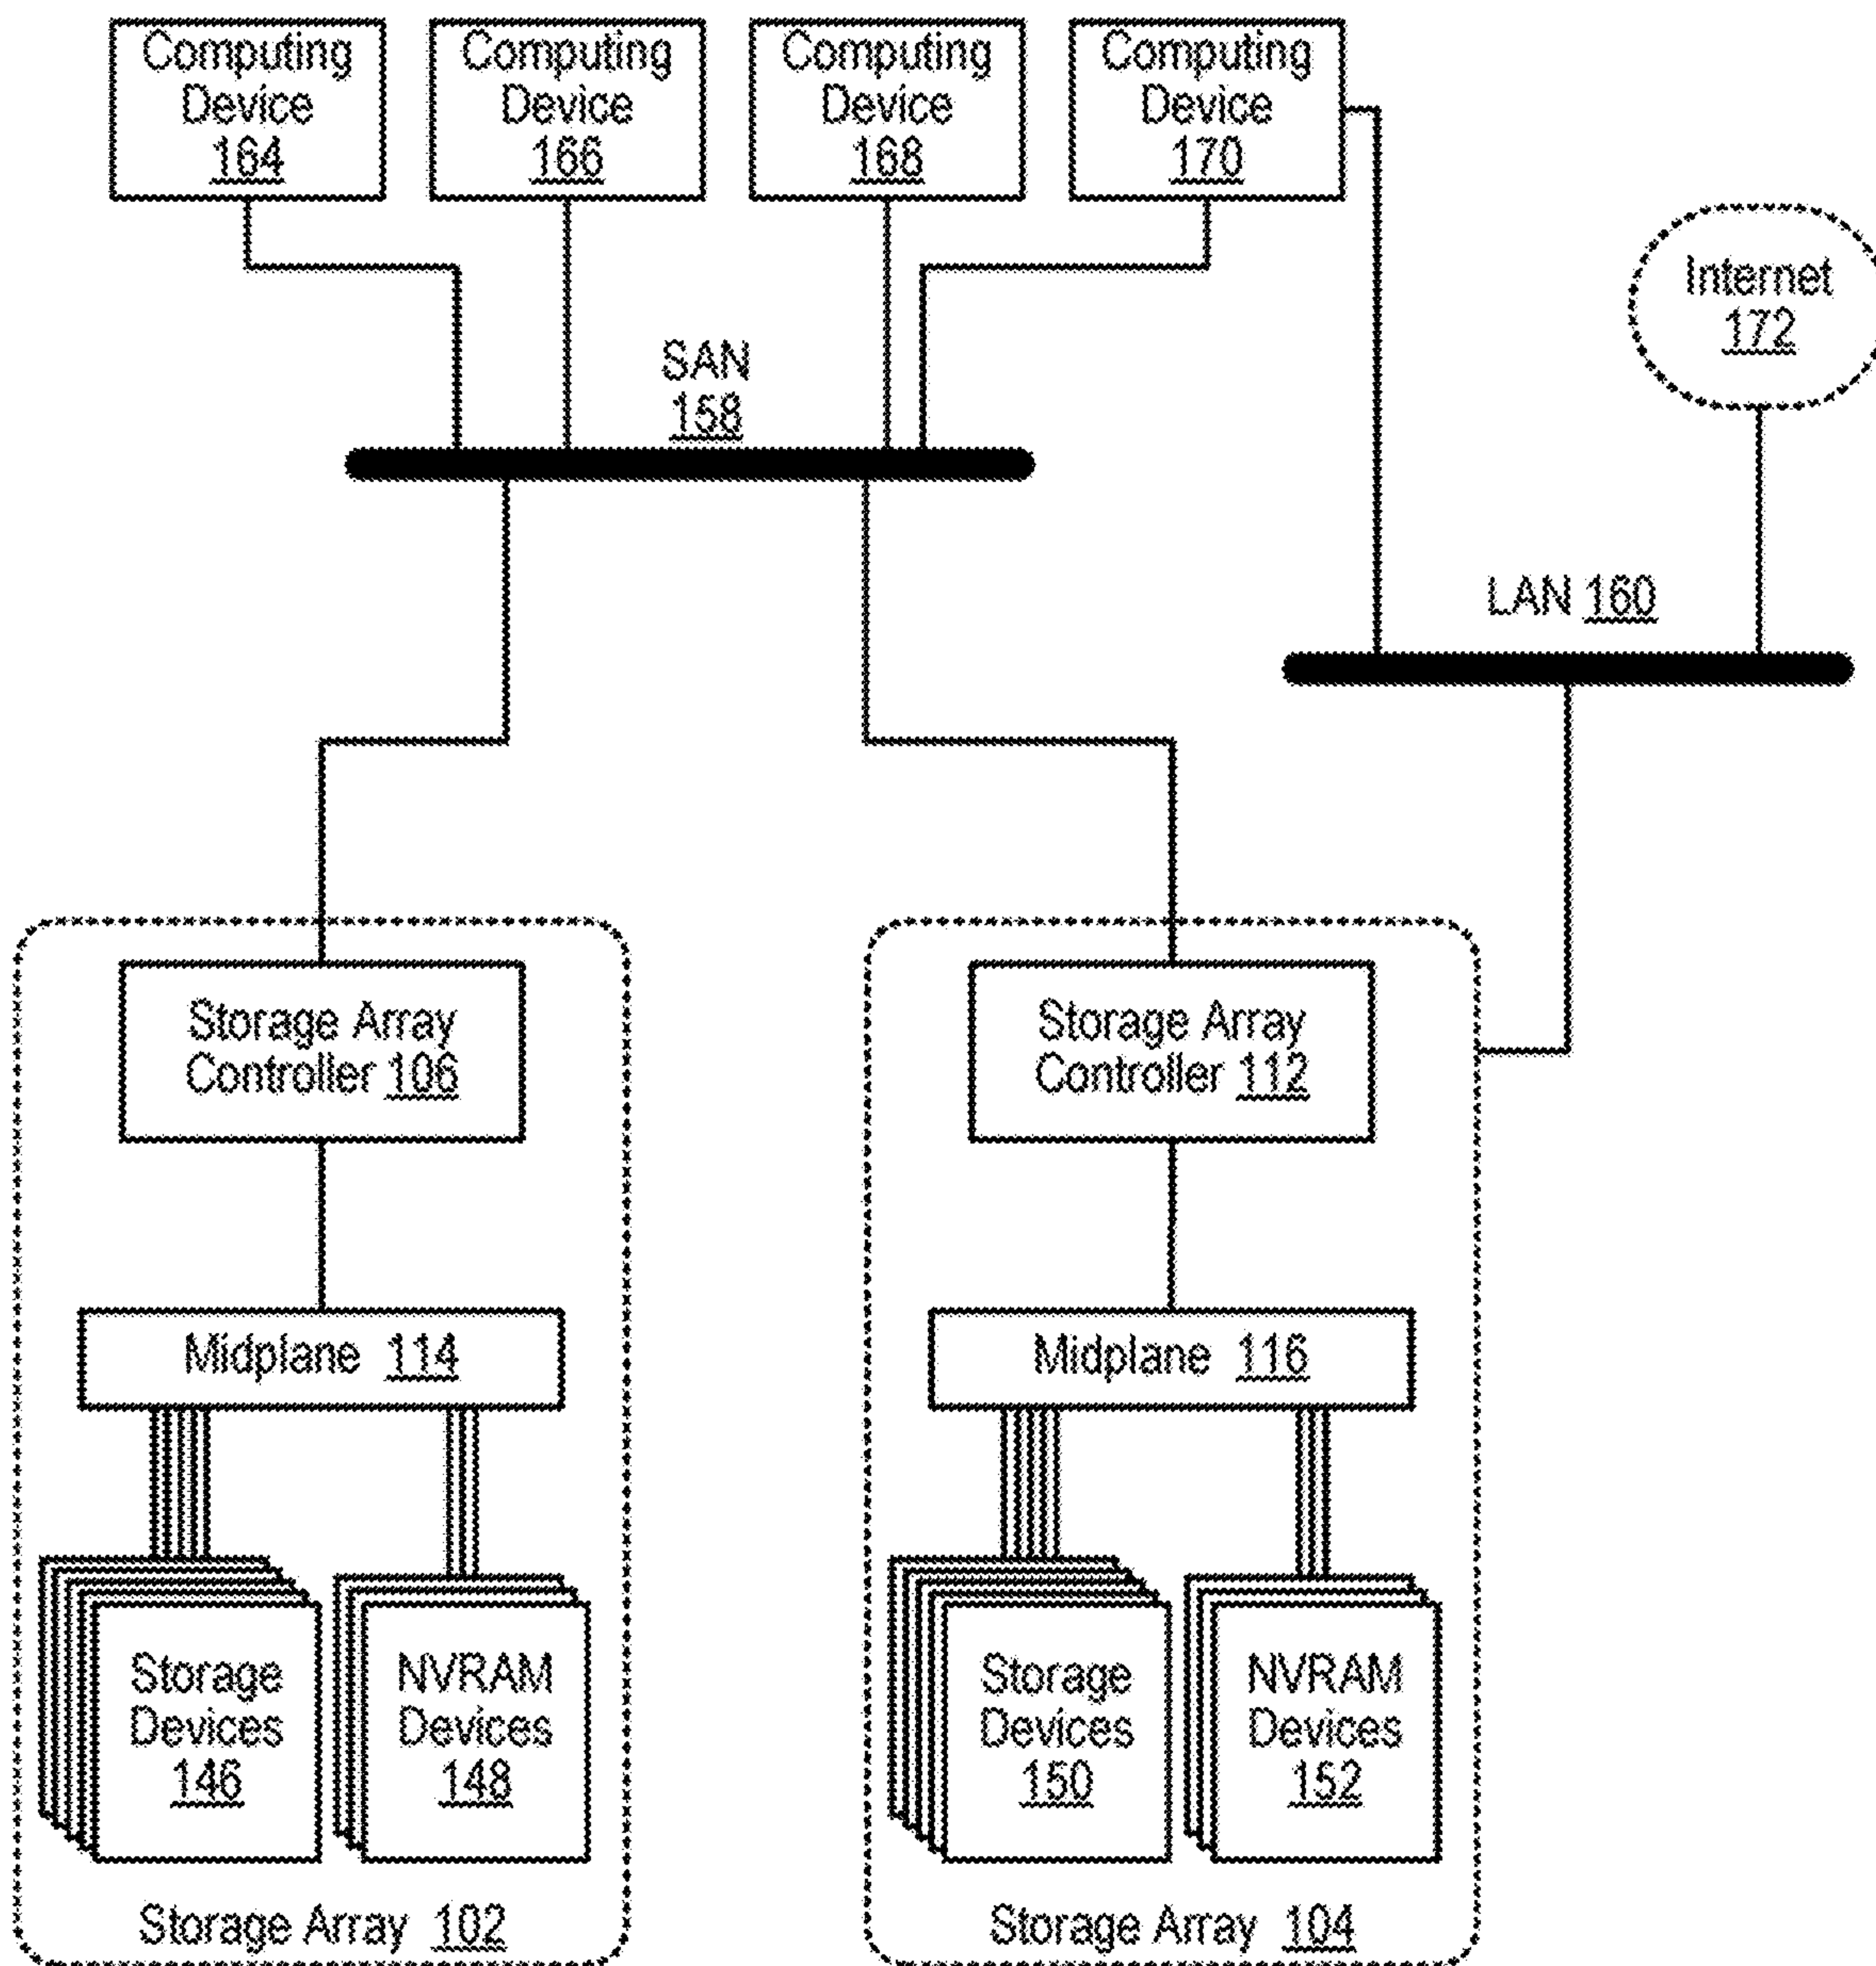 Computing
Device
164
Computing
Device
166
Computing
Device
168
Computing
Device
170
Internet
172
SAN
158
LAN 160
Storage Array
Controller 106
Storage Array
Controller 112
Midplane 114
Midplane 116
Storage
Devices
146
NVRAM
Devices
148
Storage
Devices
150
NVRAM
Devices
152
Storage Array 102
Storage Array 104